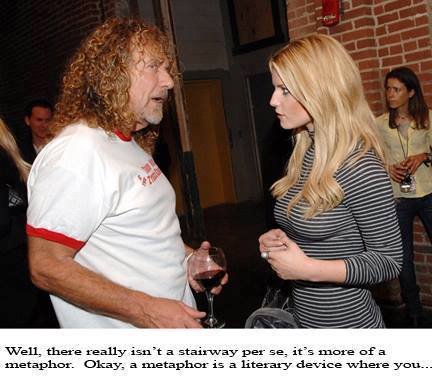 Well, there really isn't a stairway per se, it's more of a
metaphor.  Okay, a metaphor is a literary device where you...